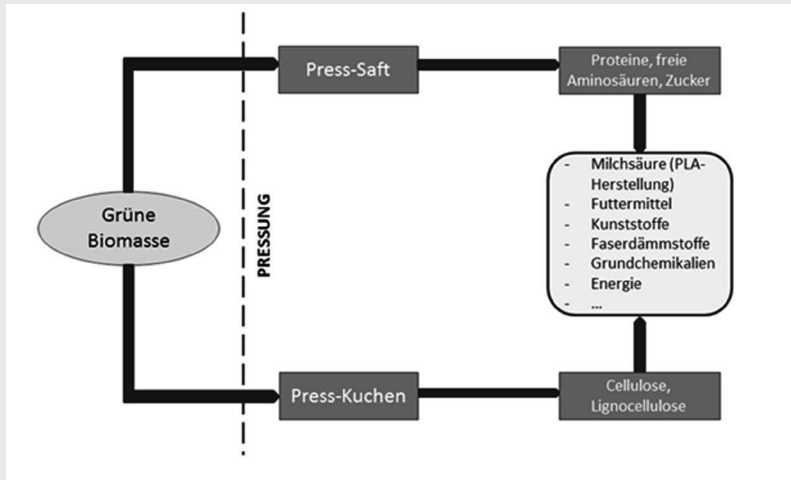 Press-Saft
Proteine, freie
Aminosäuren, Zucker
Grüne
Biomasse
PRESSUNG
- Milchsäure (PLA-
Herstellung)
- Futtermittel
- Kunststoffe
- Faserdämmstoffe
- Grundchemikalien
- Energie
- ...
Press-Kuchen
Cellulose,
Lignocellulose